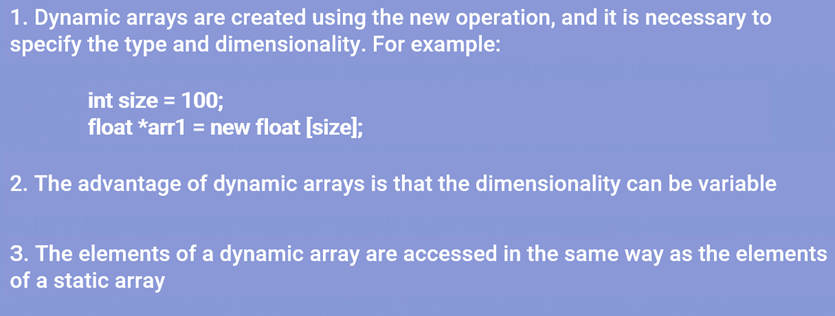 1. Dynamic arrays are created using the new operation, and it is necessary to
specify the type and dimensionality. For example:
int size = 100;
float *arr1 = new float [size];
2. The advantage of dynamic arrays is that the dimensionality can be variable
3. The elements of a dynamic array are accessed in the same way as the elements
of a static array